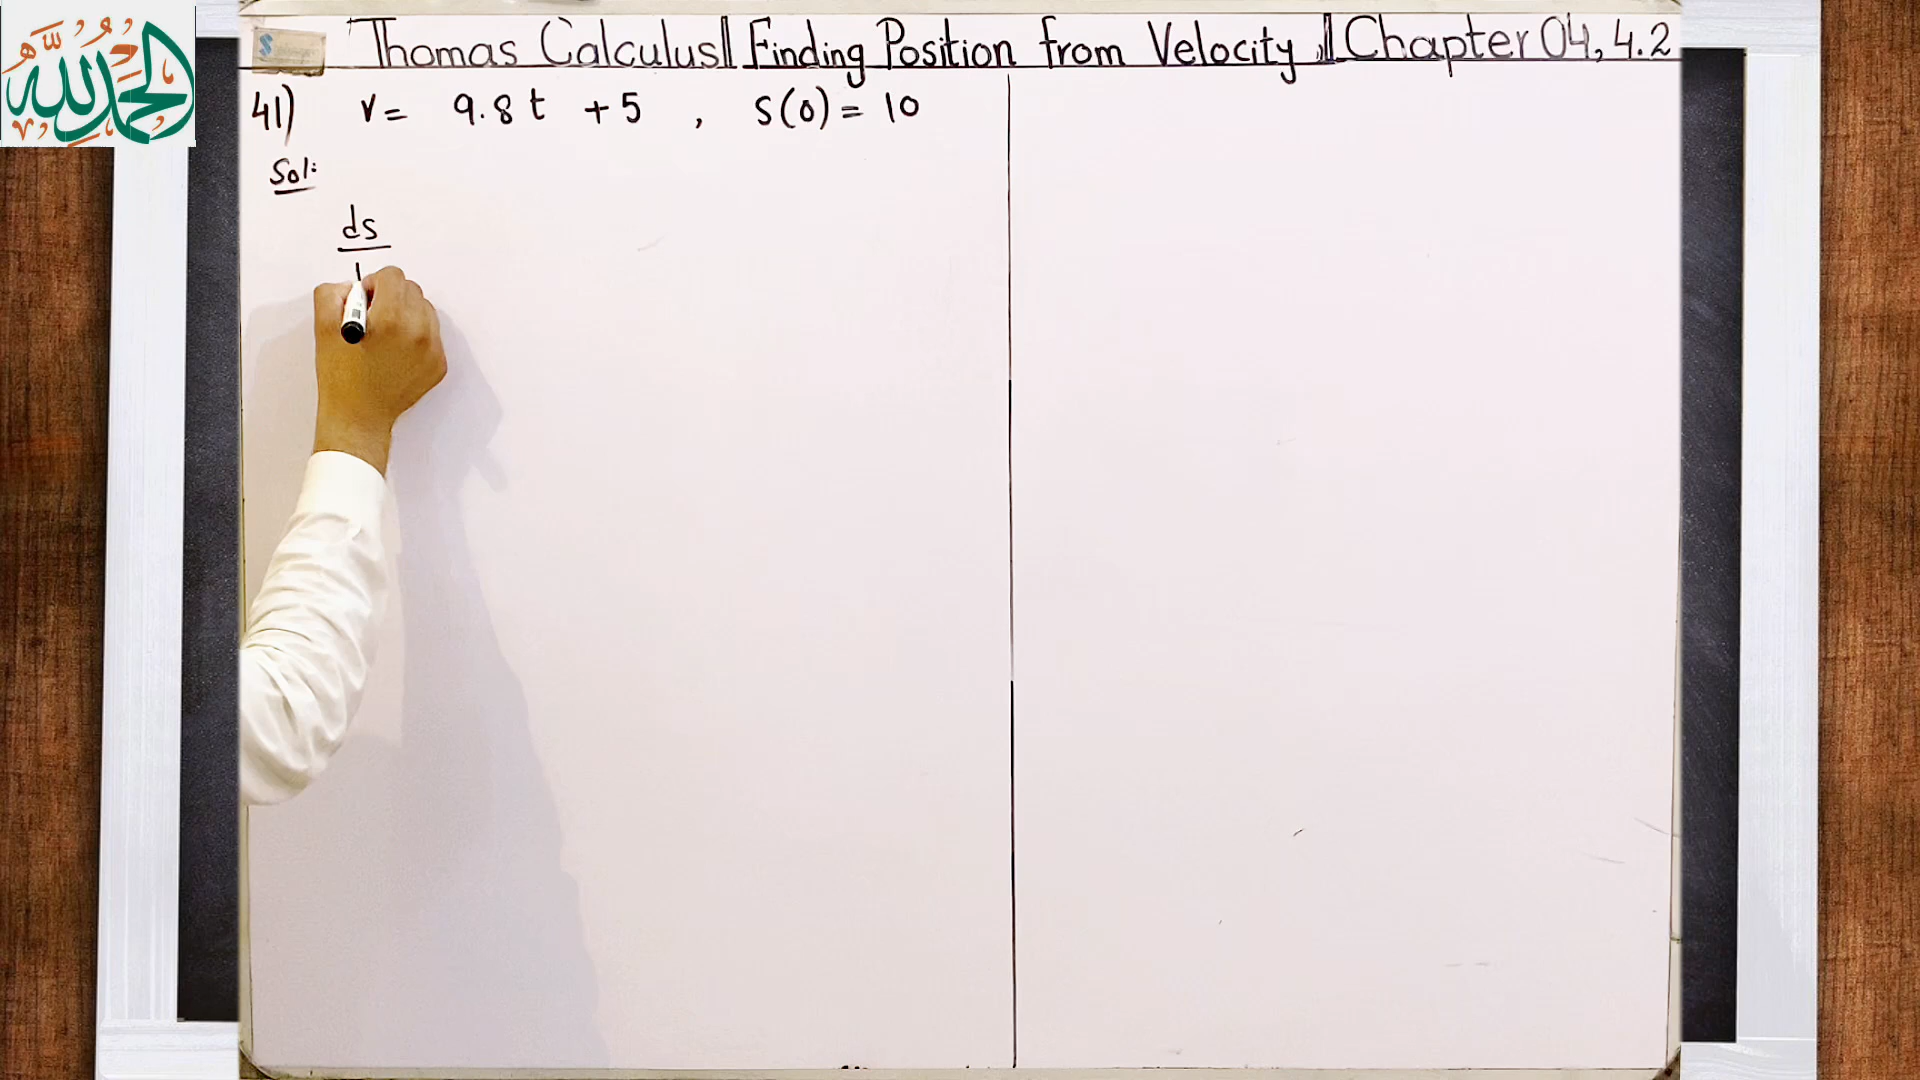 الحمد لله
Thomas Calculus|| Finding Position from Velocity || Chapter 04, 4.2
41) v = 9.8 t + 5 , s(0) = 10
Sol:
ds